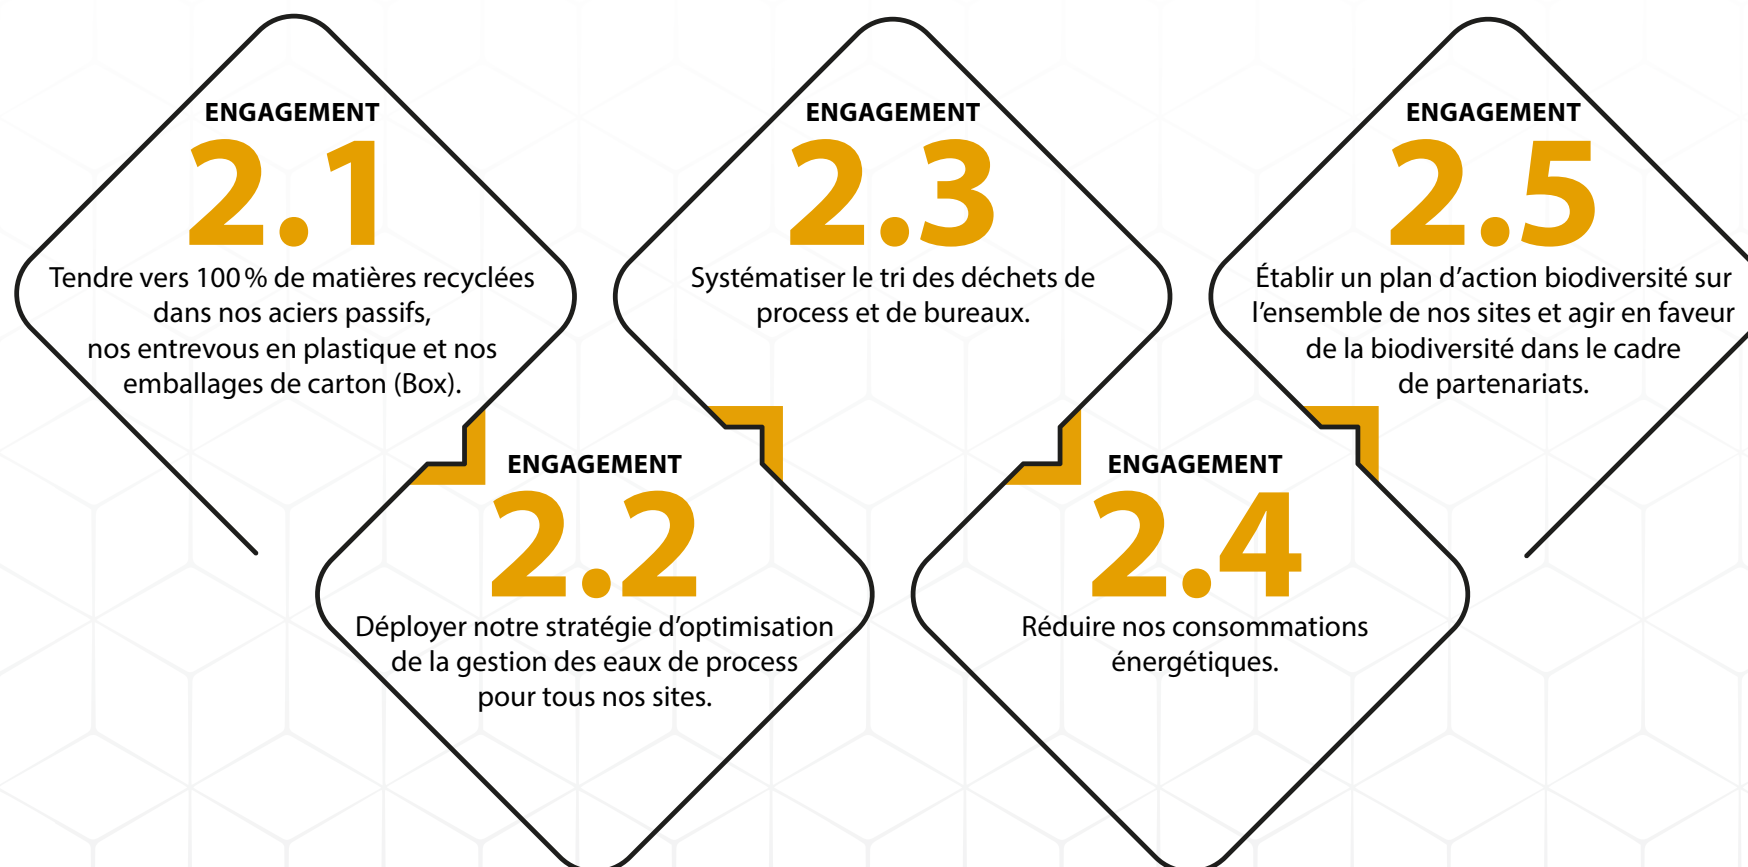 ENGAGEMENT
2.1
Tendre vers 100 % de matières recyclées
dans nos aciers passifs,
nos entrevous en plastique et nos
emballages de carton (Box).
ENGAGEMENT
2.2
Déployer notre stratégie d’optimisation
de la gestion des eaux de process
pour tous nos sites.
ENGAGEMENT
2.3
Systématiser le tri des déchets de
process et de bureaux.
ENGAGEMENT
2.4
Réduire nos consommations
énergétiques.
ENGAGEMENT
2.5
Établir un plan d’action biodiversité sur
l’ensemble de nos sites et agir en faveur
de la biodiversité dans le cadre
de partenariats.